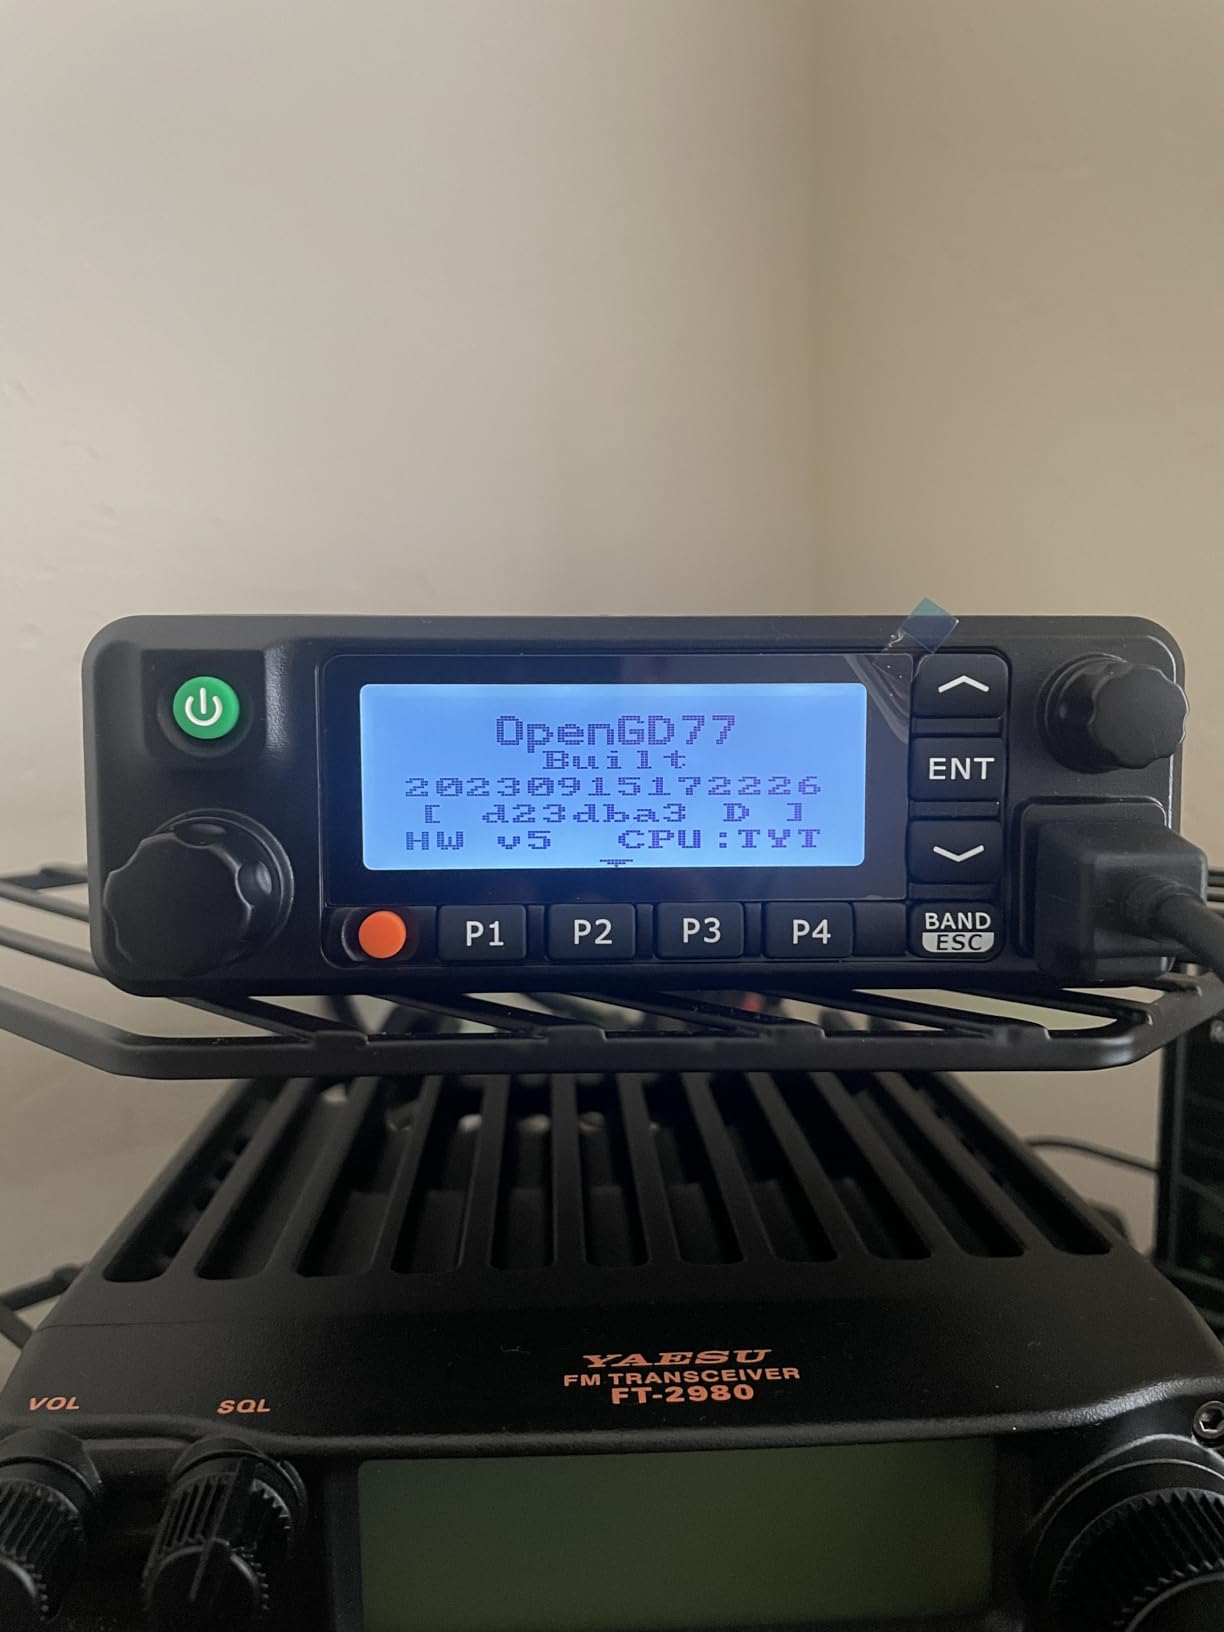 OpenGD77
Built
20230915172226
[ d23dba3 D ]
HW v5 CPU:TYT
ENT
P1 P2 P3 P4
BAND
ESC
YAESU
FM TRANSCEIVER
FT-2980
VOL SQL